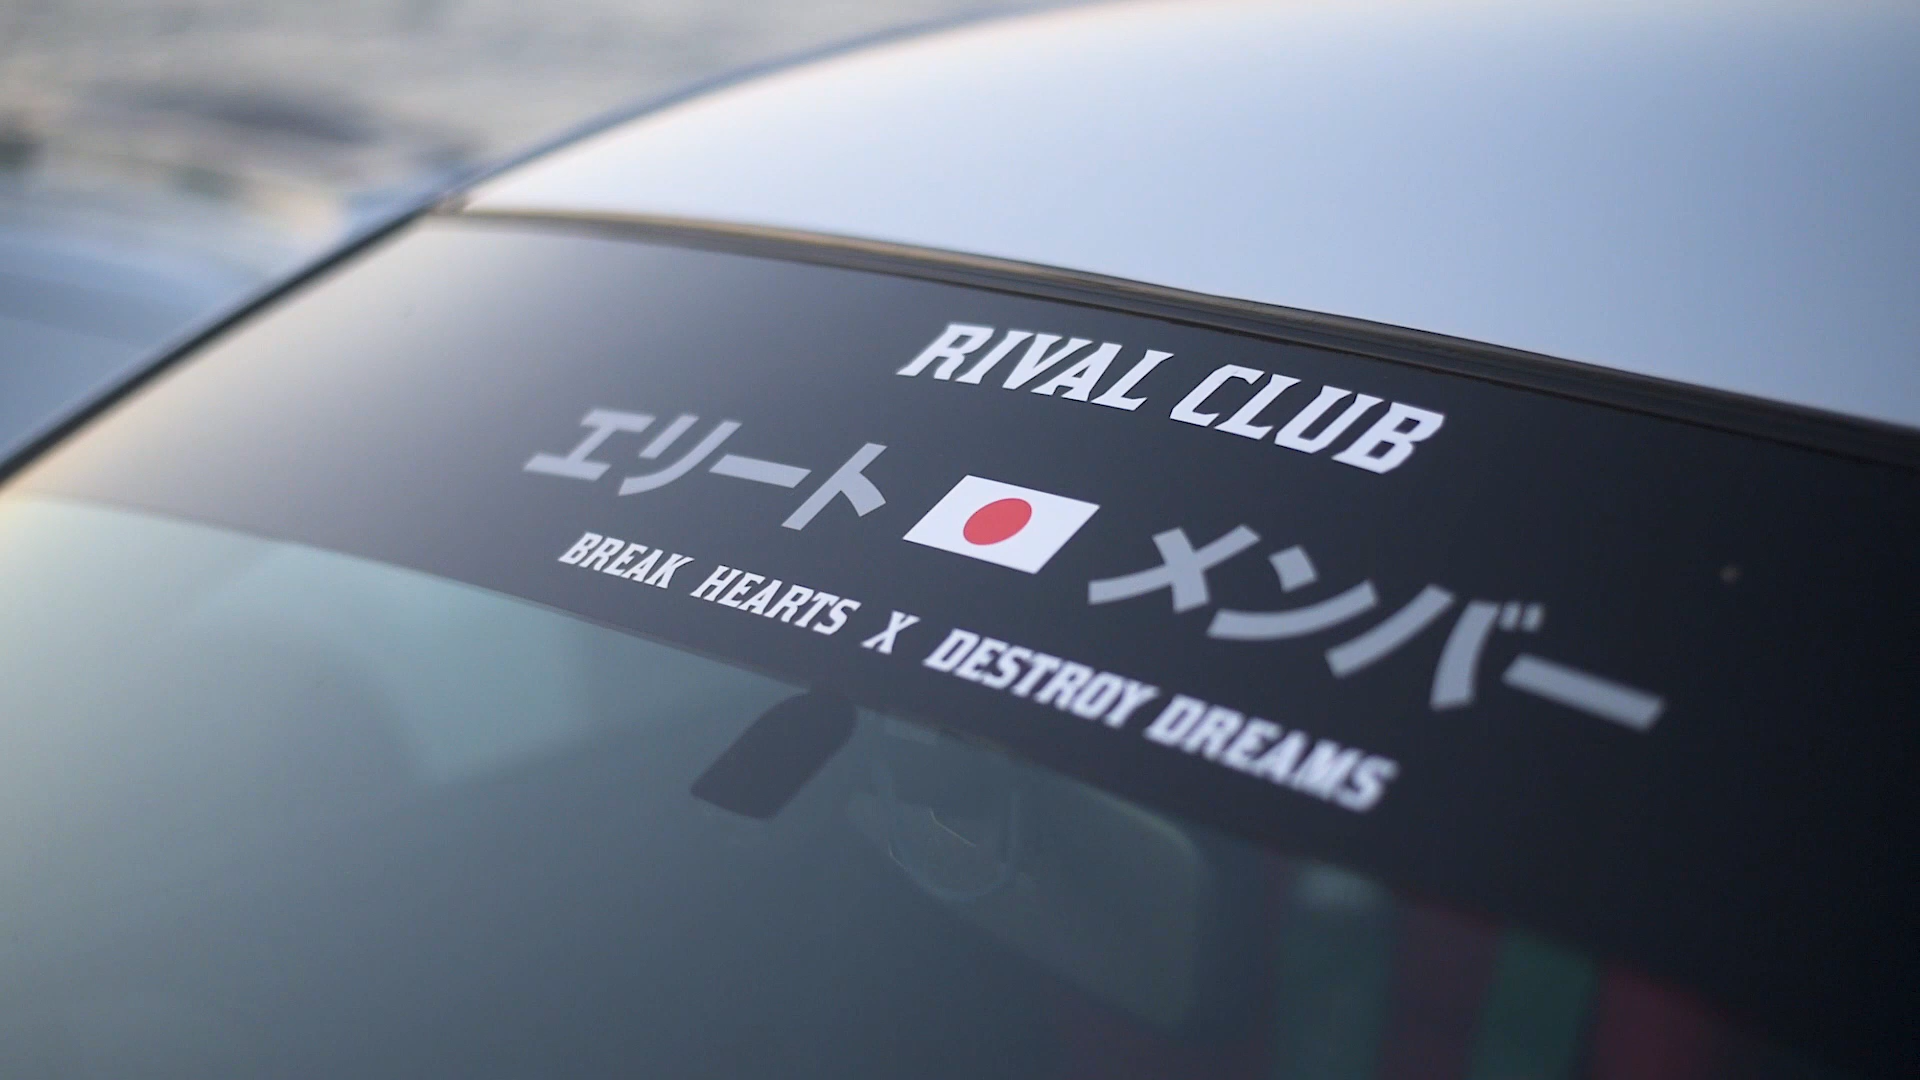 RIVAL CLUB
エリート メンバー
BREAK HEARTS X DESTROY DREAMS